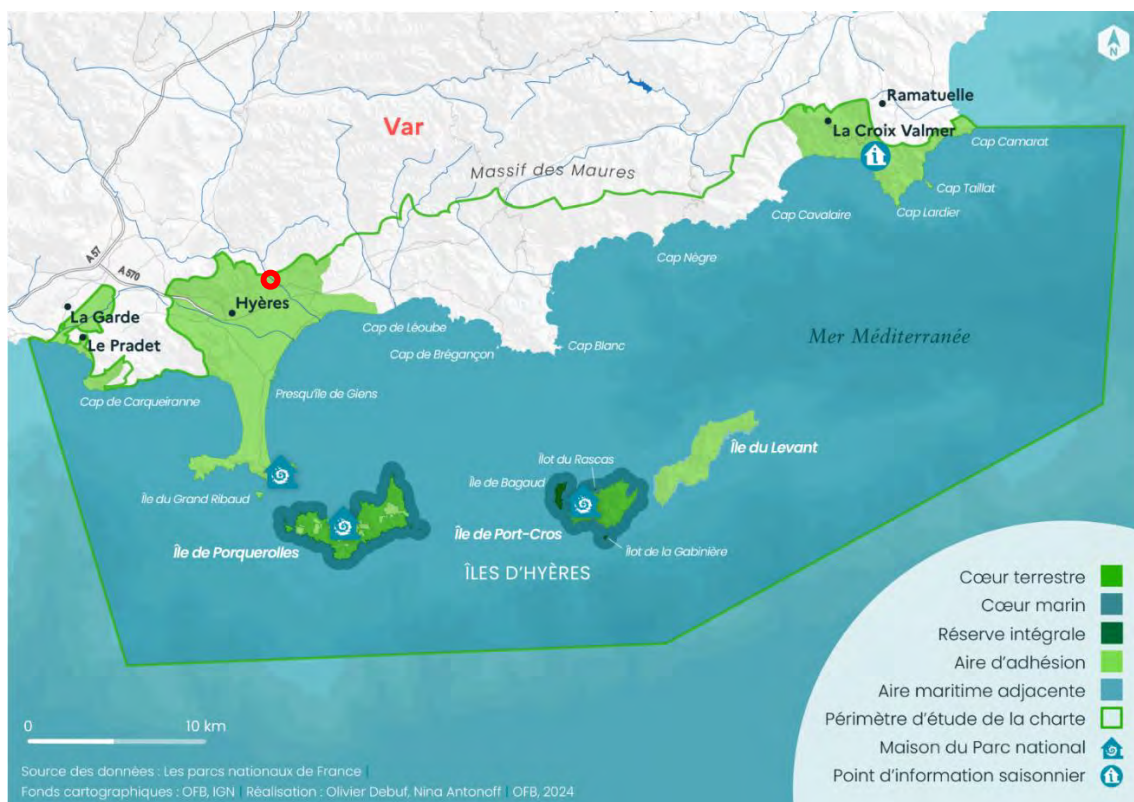 N
Ramatuelle
La Croix Valmer
Var
Cap Camarat
Massif des Maures
Cap Taillat
Cap Lardier
Cap Cavalaire
A 57
Cap Nègre
A 570
Hyères
La Garde
Cap de Léoube
Mer Méditerranée
Le Pradet
Cap Blanc
Cap de Brégançon
Presqu'île de Giens
Cap de Carqueiranne
Île du Levant
Îlot du Rascas
Île de Bagaud
Île du Grand Ribaud
Île de Port-Cros
Île de Porquerolles
Îlot de la Gabinière
ÎLES D'HYÈRES
Cœur terrestre
Cœur marin
Réserve intégrale
Aire d'adhésion
Aire maritime adjacente
Périmètre d'étude de la charte
Maison du Parc national
Point d'information saisonnier
0 10 km
Source des données : Les parcs nationaux de France |
Fonds cartographiques : OFB, IGN | Réalisation : Olivier Debuf, Nina Antonoff | OFB, 2024